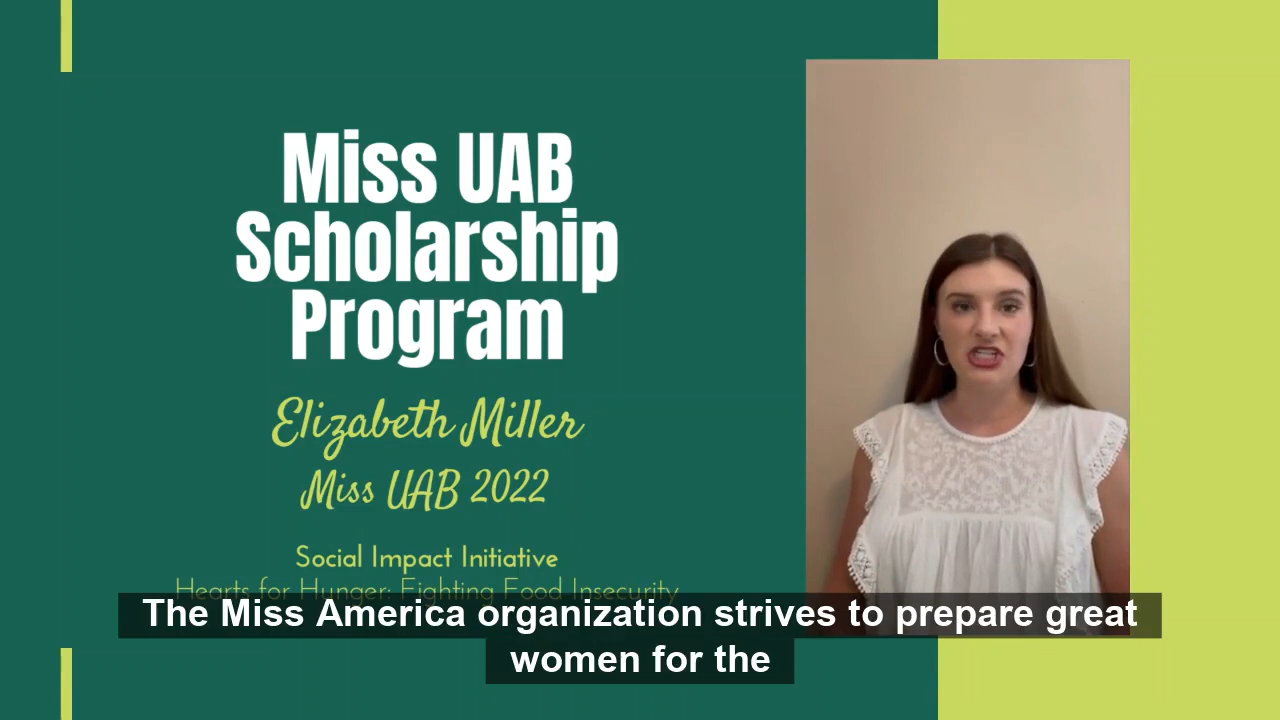 Miss UAB
Scholarship
Program
Elizabeth Miller
Miss UAB 2022
Social Impact Initiative
Hearts for Hunger: Fighting Food Insecurity
The Miss America organization strives to prepare great
women for the